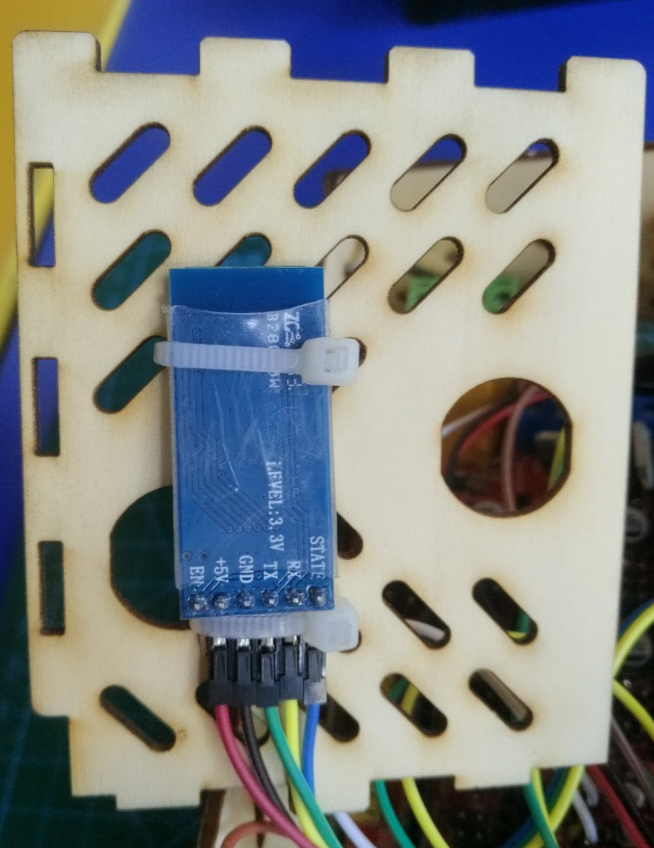 LEVEL:3.3V
EN
+5V
GND
TX
RX
STATE